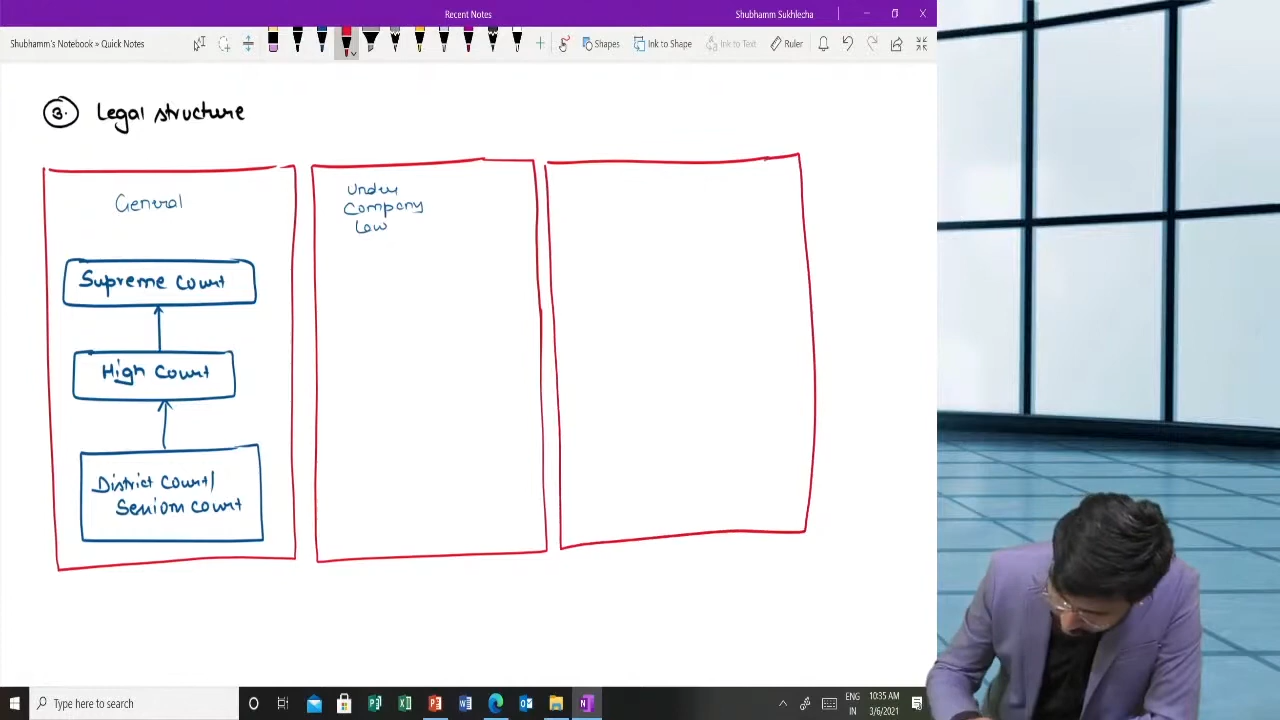 Recent Notes
Shubhamm Sukhlecha
Shubhamm's Notebook » Quick Notes
Shapes
Ink to Shape
Ink to Text
Ruler
3. Legal structure
General
Supreme Court
High Court
District Court/
Seniom Court
Under
Company
Law
Type here to search
ENG
IN
10:35 AM
3/6/2021